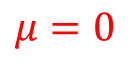 μ = 0